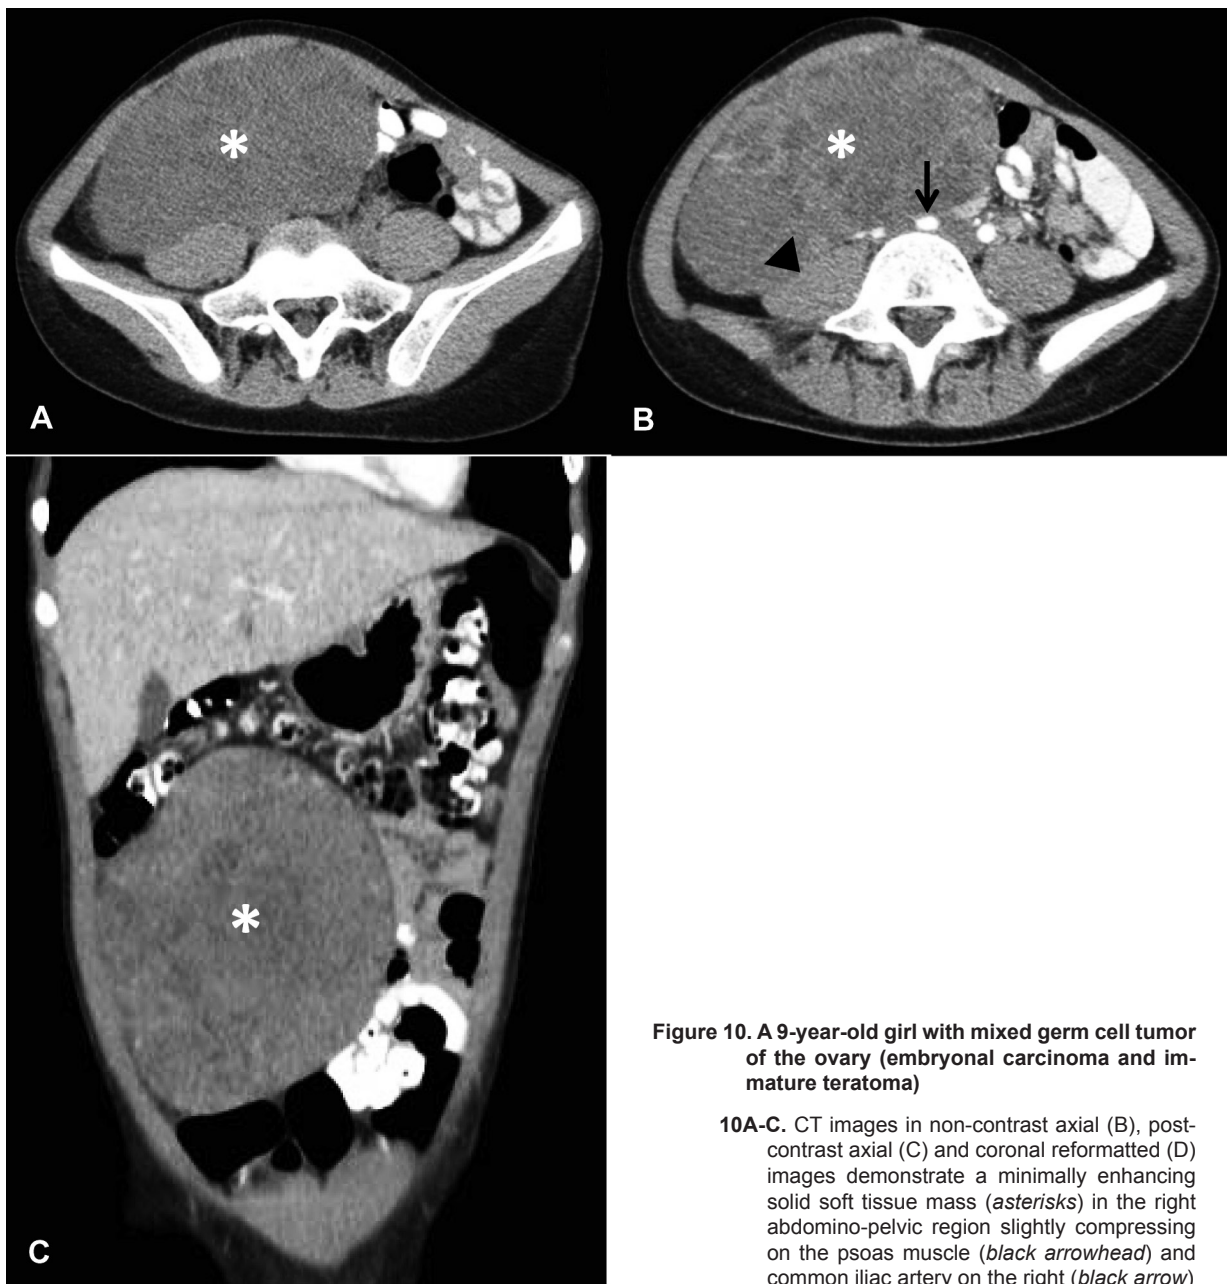 *
*
A
B
*
C
Figure 10. A 9-year-old girl with mixed germ cell tumor
of the ovary (embryonal carcinoma and im-
mature teratoma)
10A-C. CT images in non-contrast axial (B), post-
contrast axial (C) and coronal reformatted (D)
images demonstrate a minimally enhancing
solid soft tissue mass (asterisks) in the right
abdomino-pelvic region slightly compressing
on the psoas muscle (black arrowhead) and
common iliac artery on the right (black arrow)